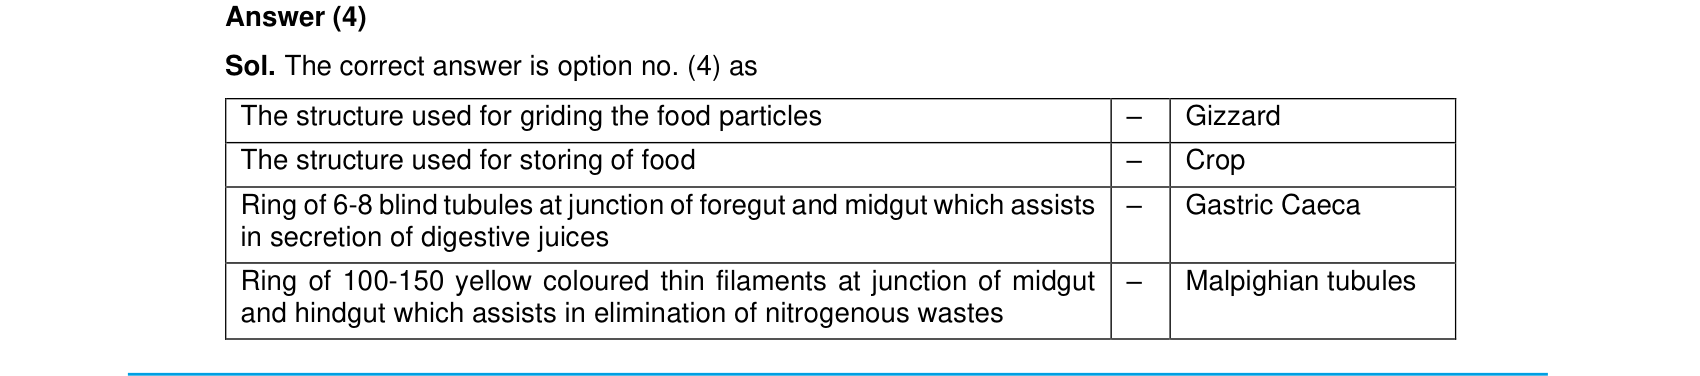 Answer (4)
Sol. The correct answer is option no. (4) as
The structure used for griding the food particles – Gizzard
The structure used for storing of food – Crop
Ring of 6-8 blind tubules at junction of foregut and midgut which assists – Gastric Caeca
in secretion of digestive juices
Ring of 100-150 yellow coloured thin filaments at junction of midgut – Malpighian tubules
and hindgut which assists in elimination of nitrogenous wastes